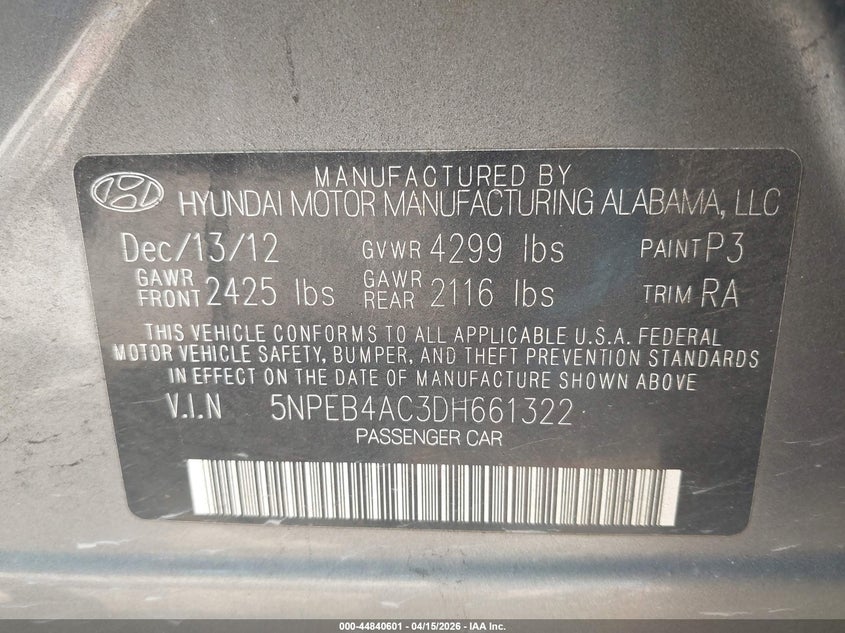 MANUFACTURED BY
HYUNDAI MOTOR MANUFACTURING ALABAMA, LLC
Dec/13/12 GVWR 4299 lbs PAINT P3
GAWR FRONT 2425 lbs GAWR REAR 2116 lbs TRIM RA
THIS VEHICLE CONFORMS TO ALL APPLICABLE U.S.A. FEDERAL
MOTOR VEHICLE SAFETY, BUMPER, AND THEFT PREVENTION STANDARDS
IN EFFECT ON THE DATE OF MANUFACTURE SHOWN ABOVE
V.I.N 5NPEB4AC3DH661322
PASSENGER CAR
000-44840601 - 04/15/2026 - IAA Inc.